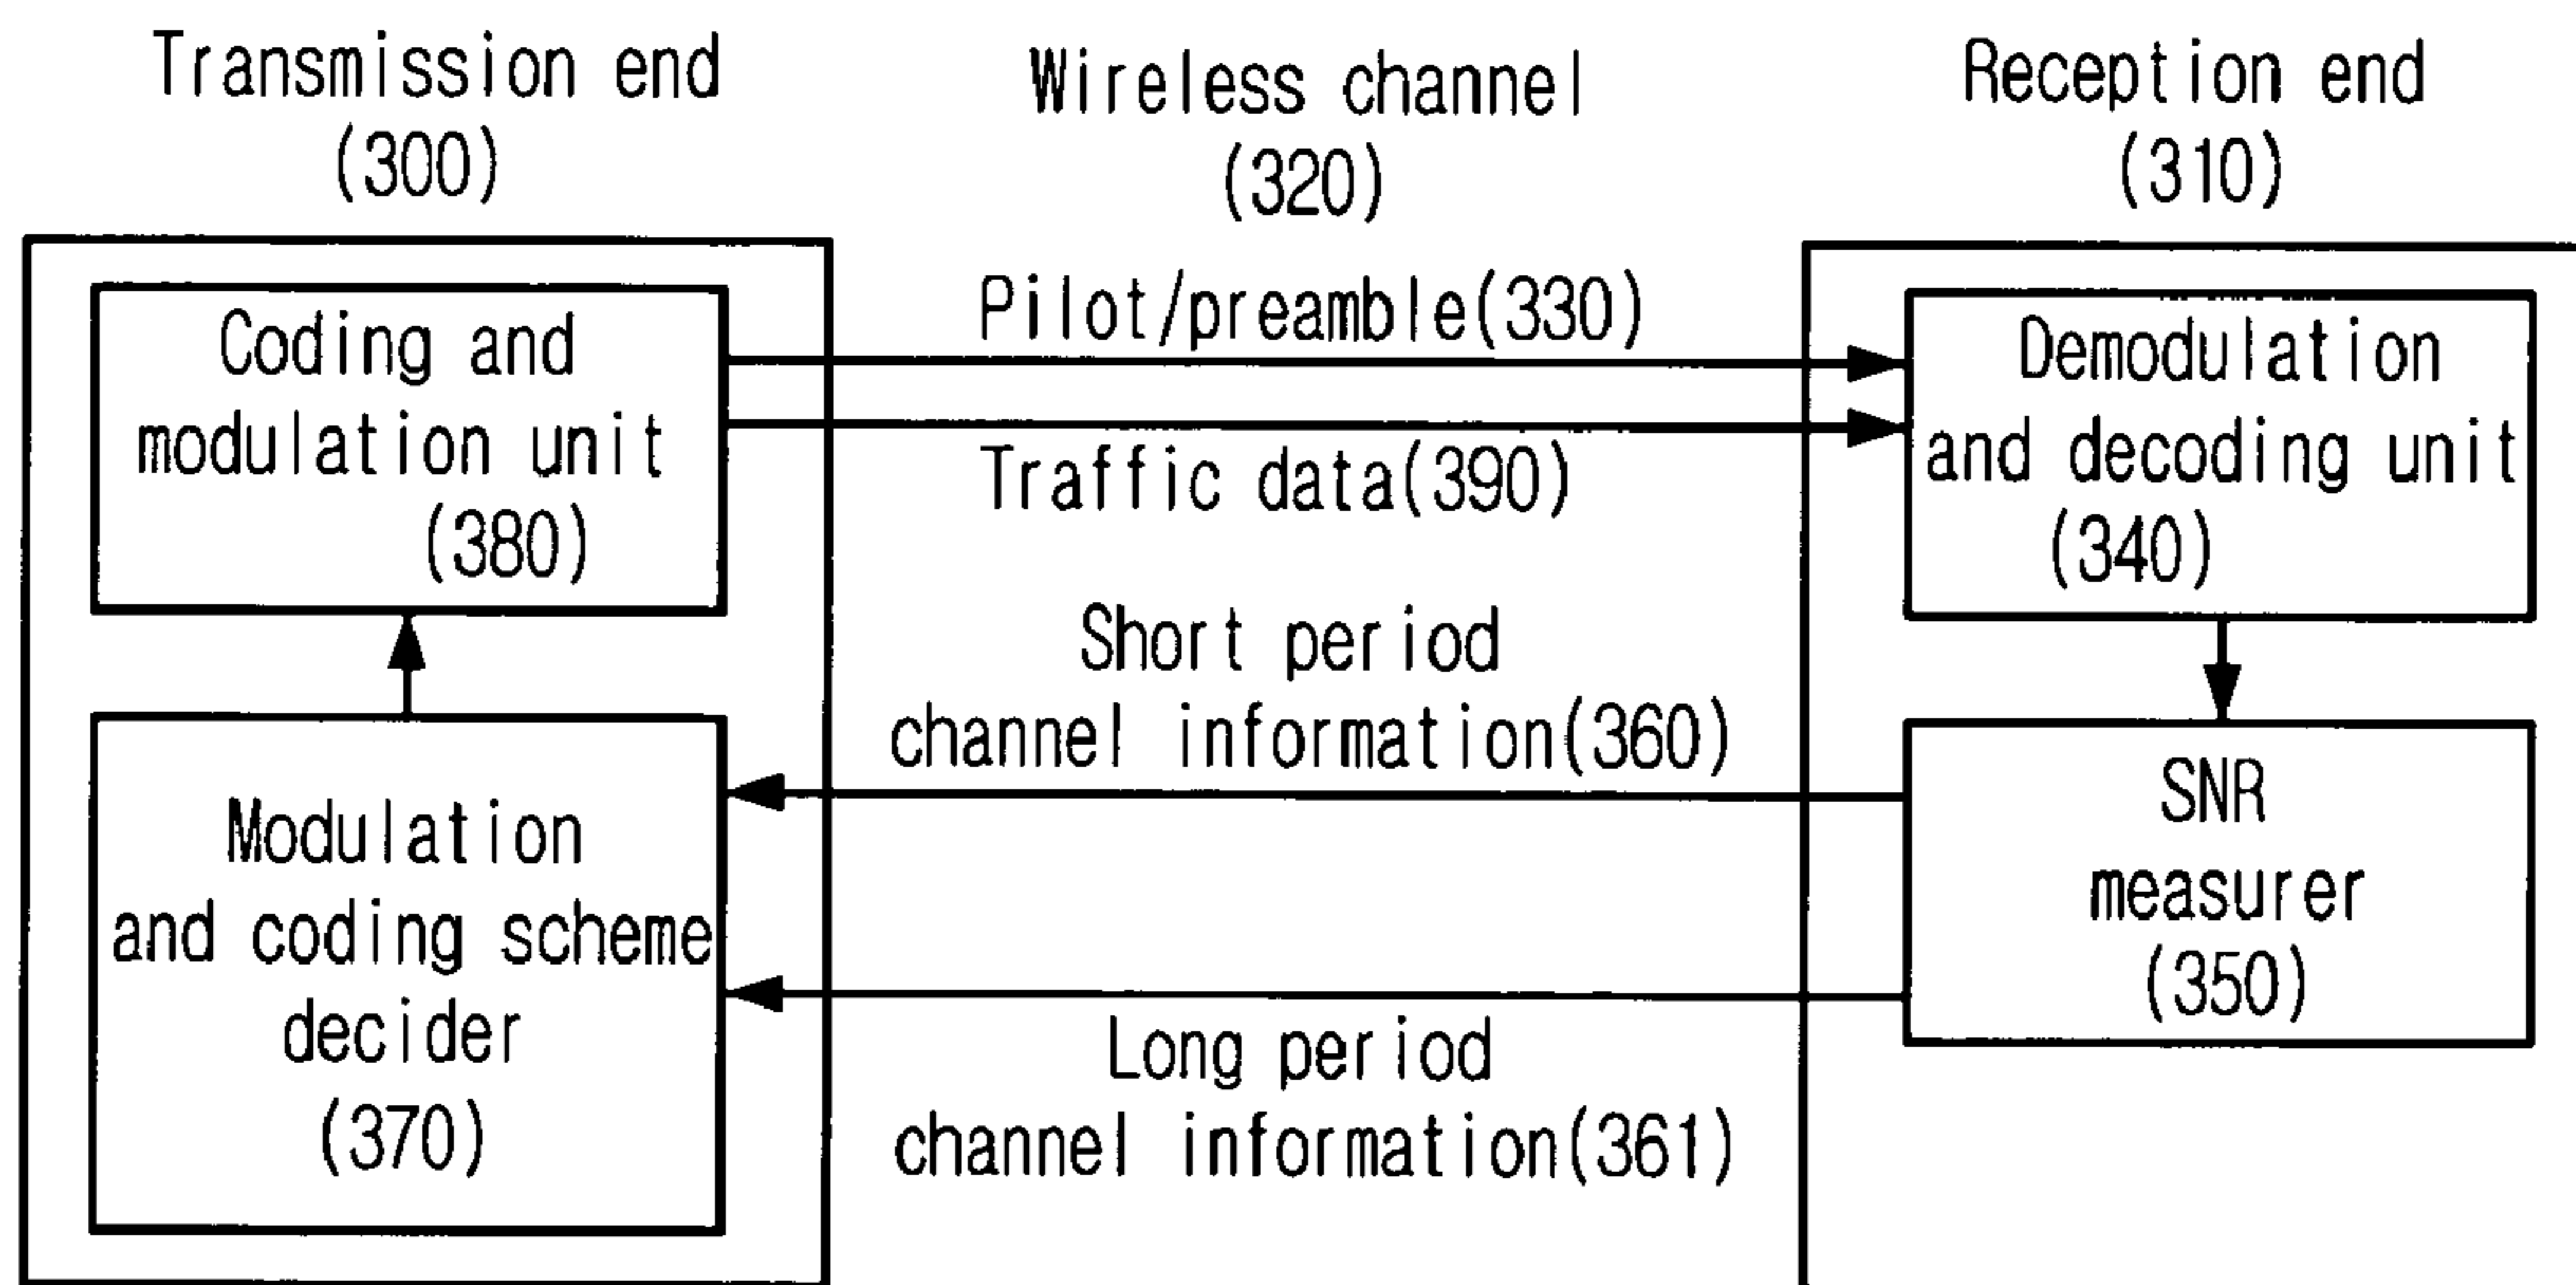 Transmission end
(300)
Wireless channel
(320)
Reception end
(310)
Coding and
modulation unit
(380)
Pilot/preamble(330)
Traffic data(390)
Demodulation
and decoding unit
(340)
Short period
channel information(360)
Modulation
and coding scheme
decider
(370)
SNR
measurer
(350)
Long period
channel information(361)